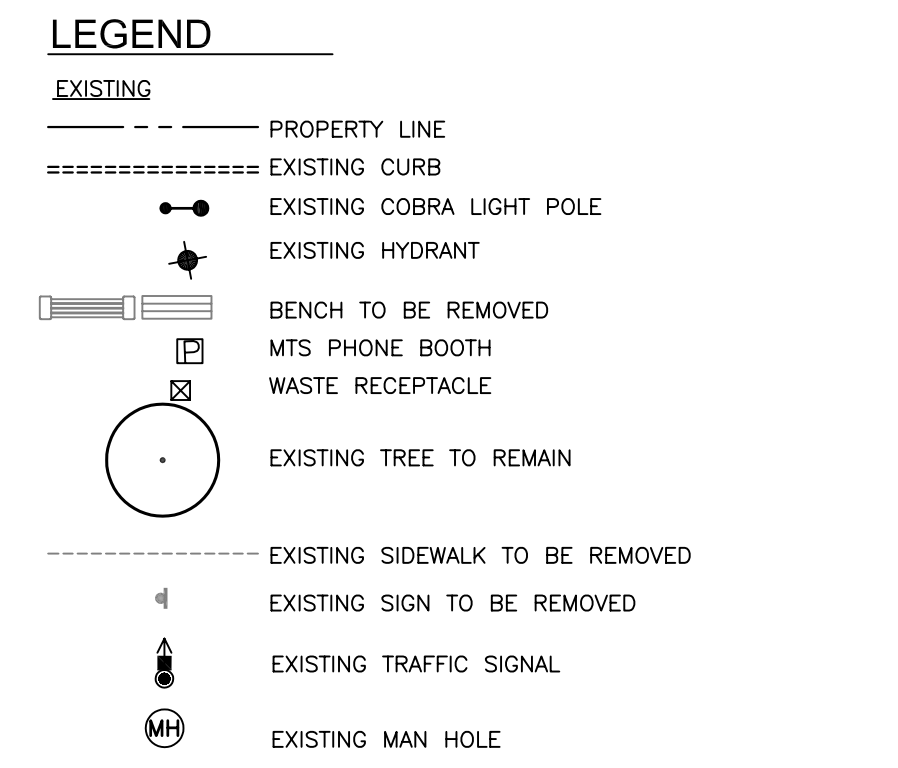 LEGEND
EXISTING
PROPERTY LINE
EXISTING CURB
EXISTING COBRA LIGHT POLE
EXISTING HYDRANT
BENCH TO BE REMOVED
P MTS PHONE BOOTH
WASTE RECEPTACLE
EXISTING TREE TO REMAIN
EXISTING SIDEWALK TO BE REMOVED
EXISTING SIGN TO BE REMOVED
EXISTING TRAFFIC SIGNAL
MH EXISTING MAN HOLE